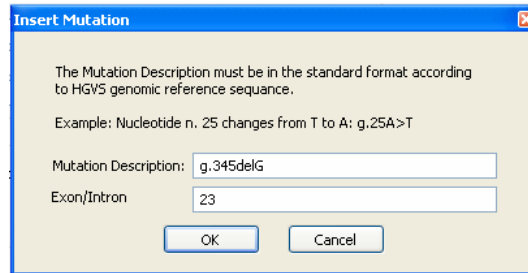 Insert Mutation
The Mutation Description must be in the standard format according
to HGVS genomic reference sequence.
Example: Nucleotide n. 25 changes from T to A: g.25A>T
Mutation Description: g.345delG
Exon/Intron 23
OK Cancel